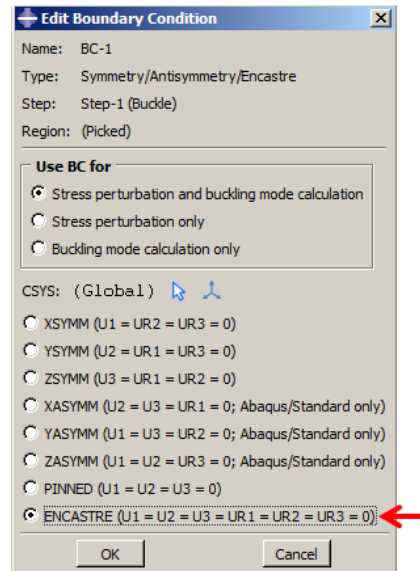 Edit Boundary Condition
Name: BC-1
Type: Symmetry/Antisymmetry/Encastre
Step: Step-1 (Buckle)
Region: (Picked)
Use BC for
Stress perturbation and buckling mode calculation
Stress perturbation only
Buckling mode calculation only
CSYS: (Global)
XSYMM (U1 = UR2 = UR3 = 0)
YSYMM (U2 = UR1 = UR3 = 0)
ZSYMM (U3 = UR1 = UR2 = 0)
XASYMM (U2 = U3 = UR1 = 0; Abaqus/Standard only)
YASYMM (U1 = U3 = UR2 = 0; Abaqus/Standard only)
ZASYMM (U1 = U2 = UR3 = 0; Abaqus/Standard only)
PINNED (U1 = U2 = U3 = 0)
ENCASTRE (U1 = U2 = U3 = UR1 = UR2 = UR3 = 0)
OK Cancel